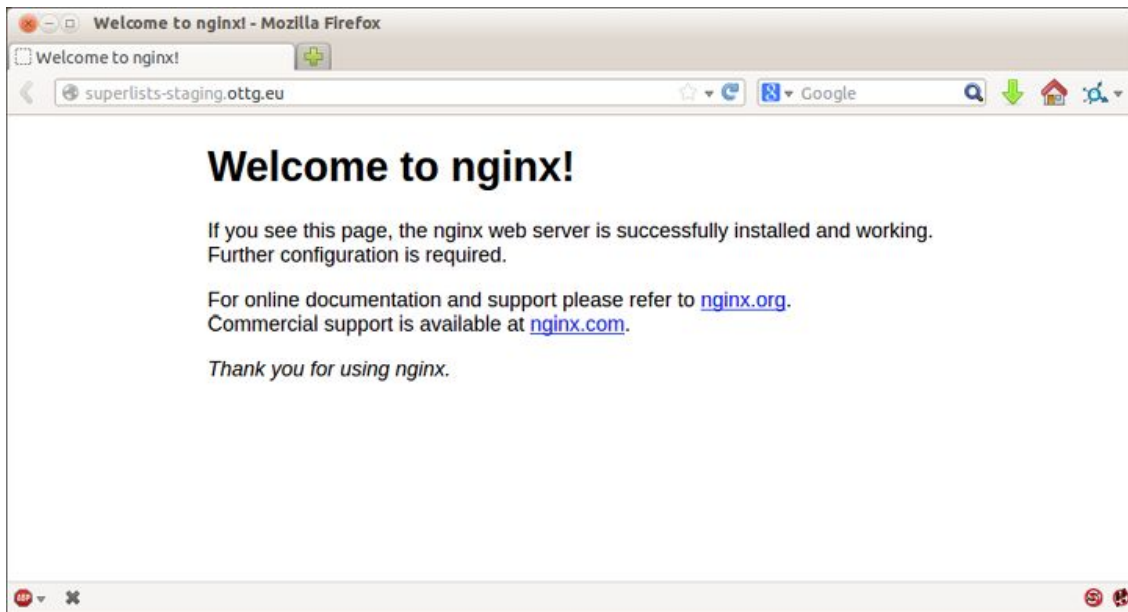 Welcome to nginx! - Mozilla Firefox
Welcome to nginx!
superlists-staging.ottg.eu
Google
Welcome to nginx!
If you see this page, the nginx web server is successfully installed and working.
Further configuration is required.
For online documentation and support please refer to nginx.org.
Commercial support is available at nginx.com.
Thank you for using nginx.
ABP